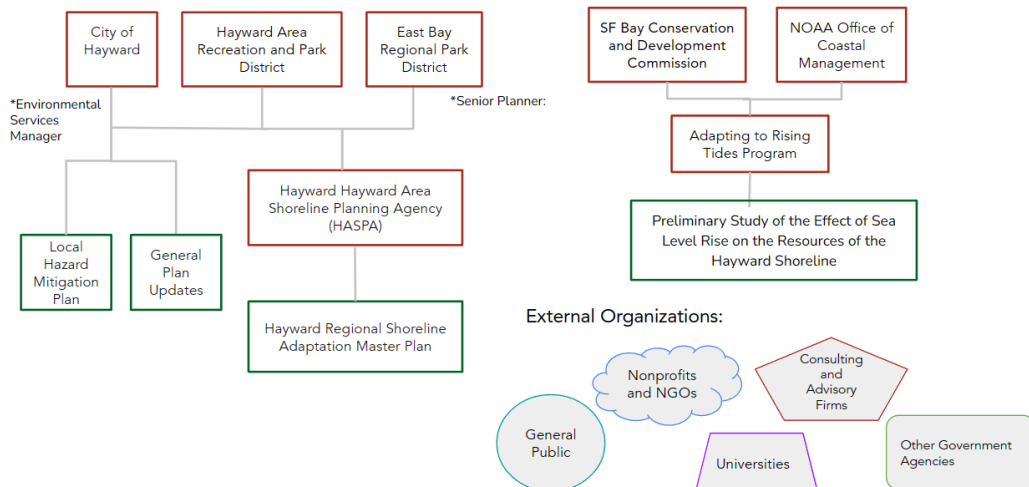 City of
Hayward
Hayward Area
Recreation and Park
District
East Bay
Regional Park
District
SF Bay Conservation
and Development
Commission
NOAA Office of
Coastal
Management
*Environmental
Services
Manager
*Senior Planner:
Adapting to Rising
Tides Program
Hayward Hayward Area
Shoreline Planning Agency
(HASPA)
Preliminary Study of the Effect of Sea
Level Rise on the Resources of the
Hayward Shoreline
Local
Hazard
Mitigation
Plan
General
Plan
Updates
Hayward Regional Shoreline
Adaptation Master Plan
External Organizations:
Nonprofits
and NGOs
Consulting
and
Advisory
Firms
General
Public
Universities
Other Government
Agencies